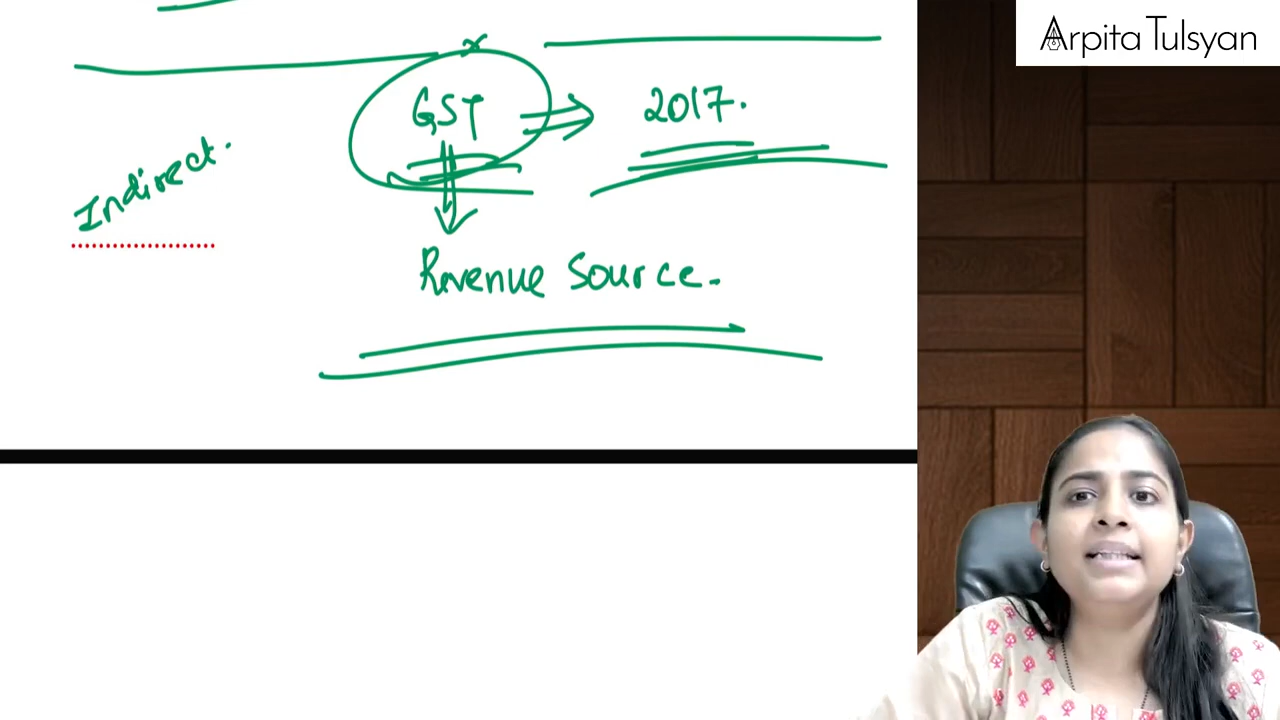 Arpita Tulsyan
GST ⇒ 2017.
Indirect.
Revenue Source.